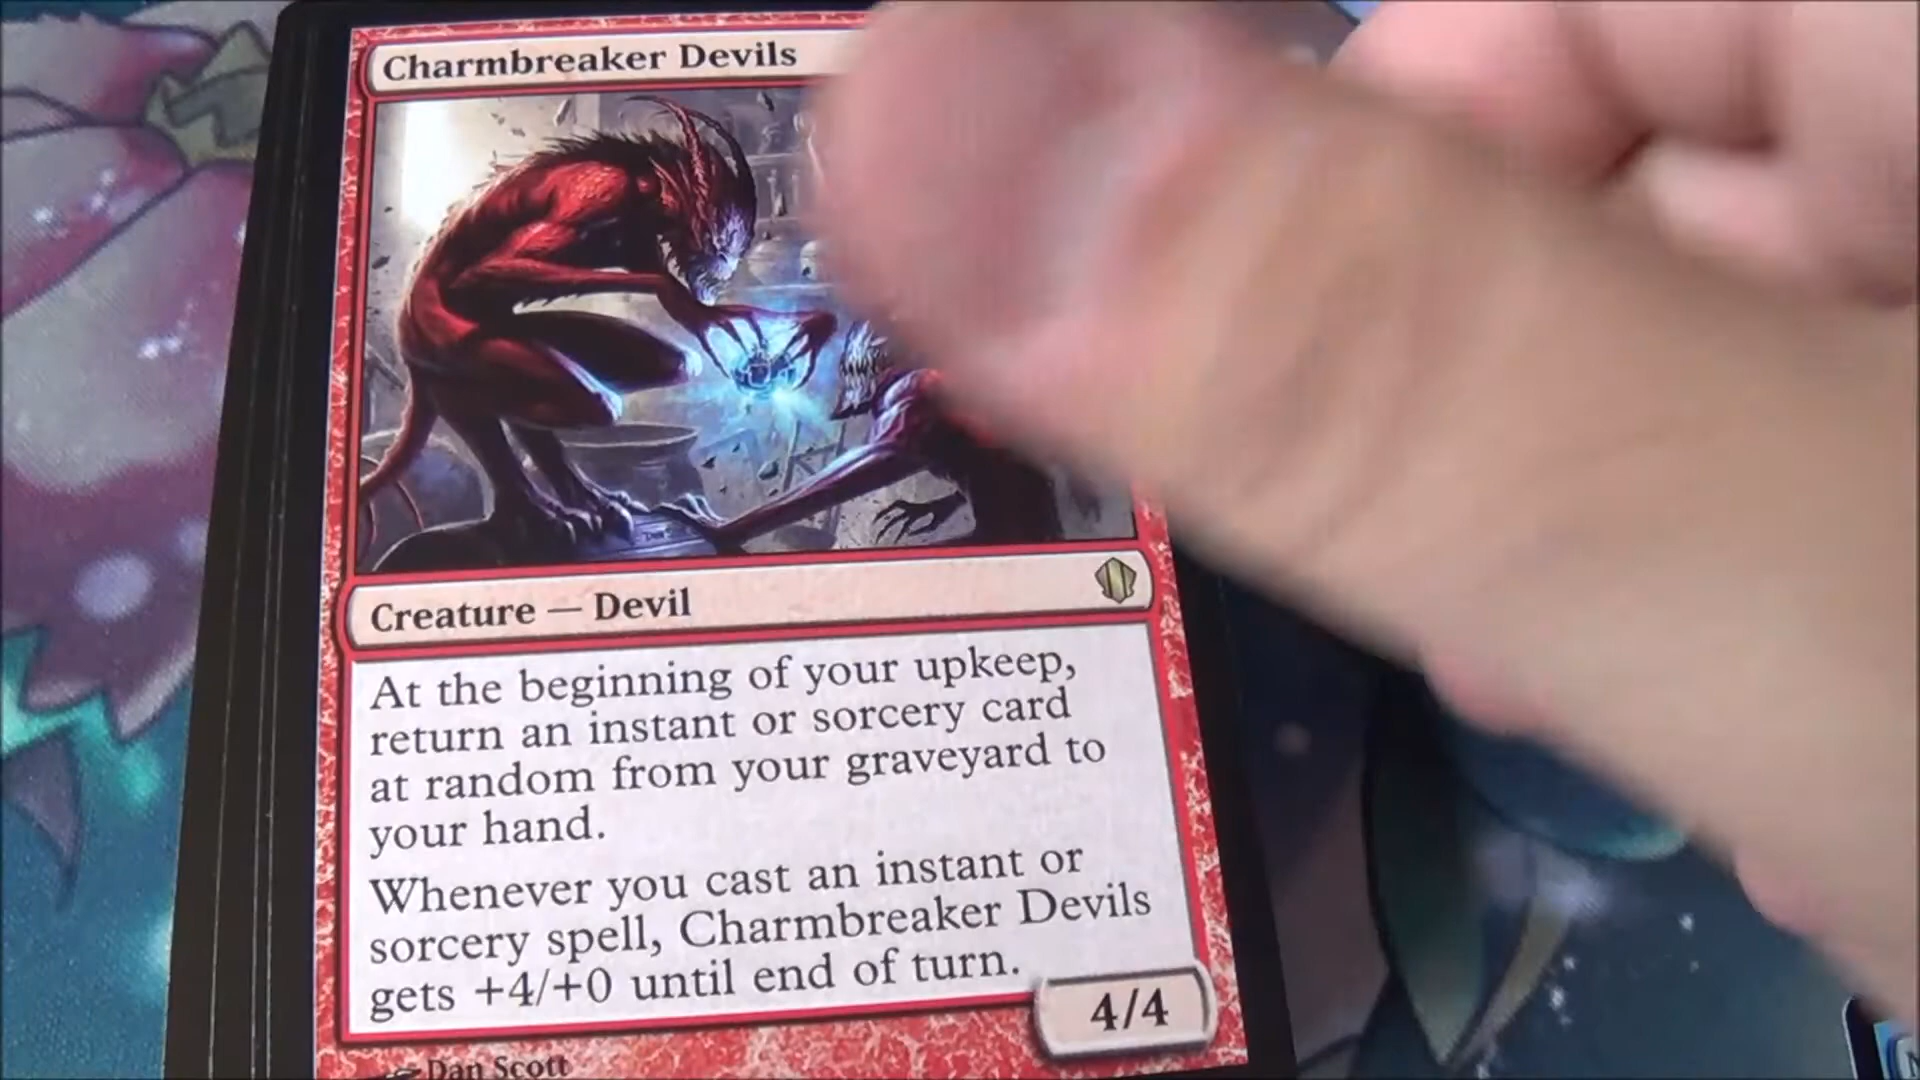 Charmbreaker Devils
Creature — Devil
At the beginning of your upkeep,
return an instant or sorcery card
at random from your graveyard to
your hand.
Whenever you cast an instant or
sorcery spell, Charmbreaker Devils
gets +4/+0 until end of turn.
4/4
Dan Scott